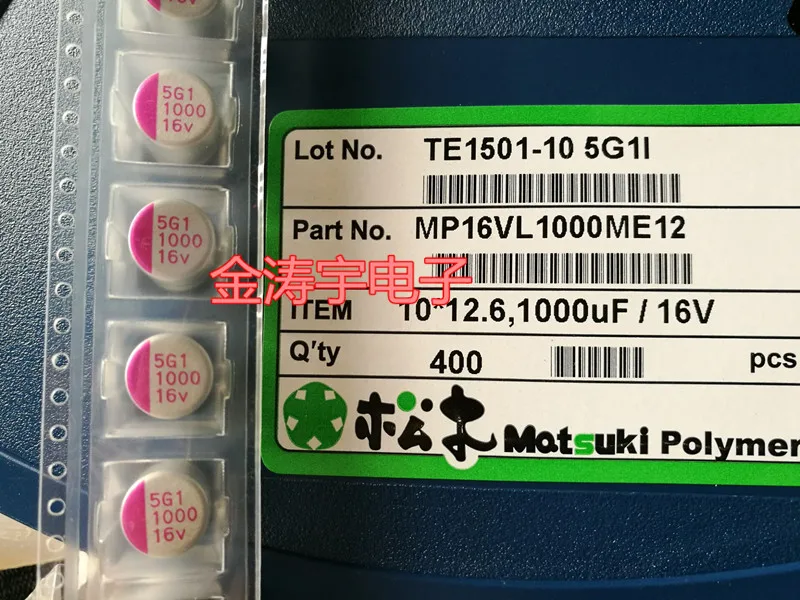 16v
5G1
1000
16v
5G1
1000
16v
5G1
1000
16v
5G1
1000
16v
Lot No. TE1501-10 5G1I
Part No. MP16VL1000ME12
金涛宇电子
ITEM 10*12.6,1000uF / 16V
Q'ty 400 pcs
松木 Matsuki Polymer